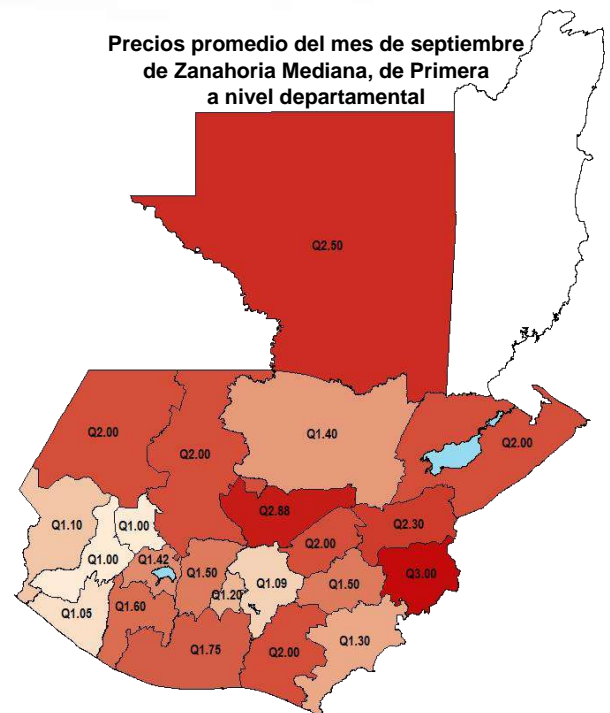 Precios promedio del mes de septiembre
de Zanahoria Mediana, de Primera
a nivel departamental
Q2.50
Q1.40
Q2.00
Q2.00
Q2.00
Q2.88
Q2.30
Q1.10
Q1.00
Q1.00
Q1.42
Q1.50
Q2.00
Q1.09
Q1.20
Q1.50
Q3.00
Q1.05
Q1.60
Q1.75
Q2.00
Q1.30